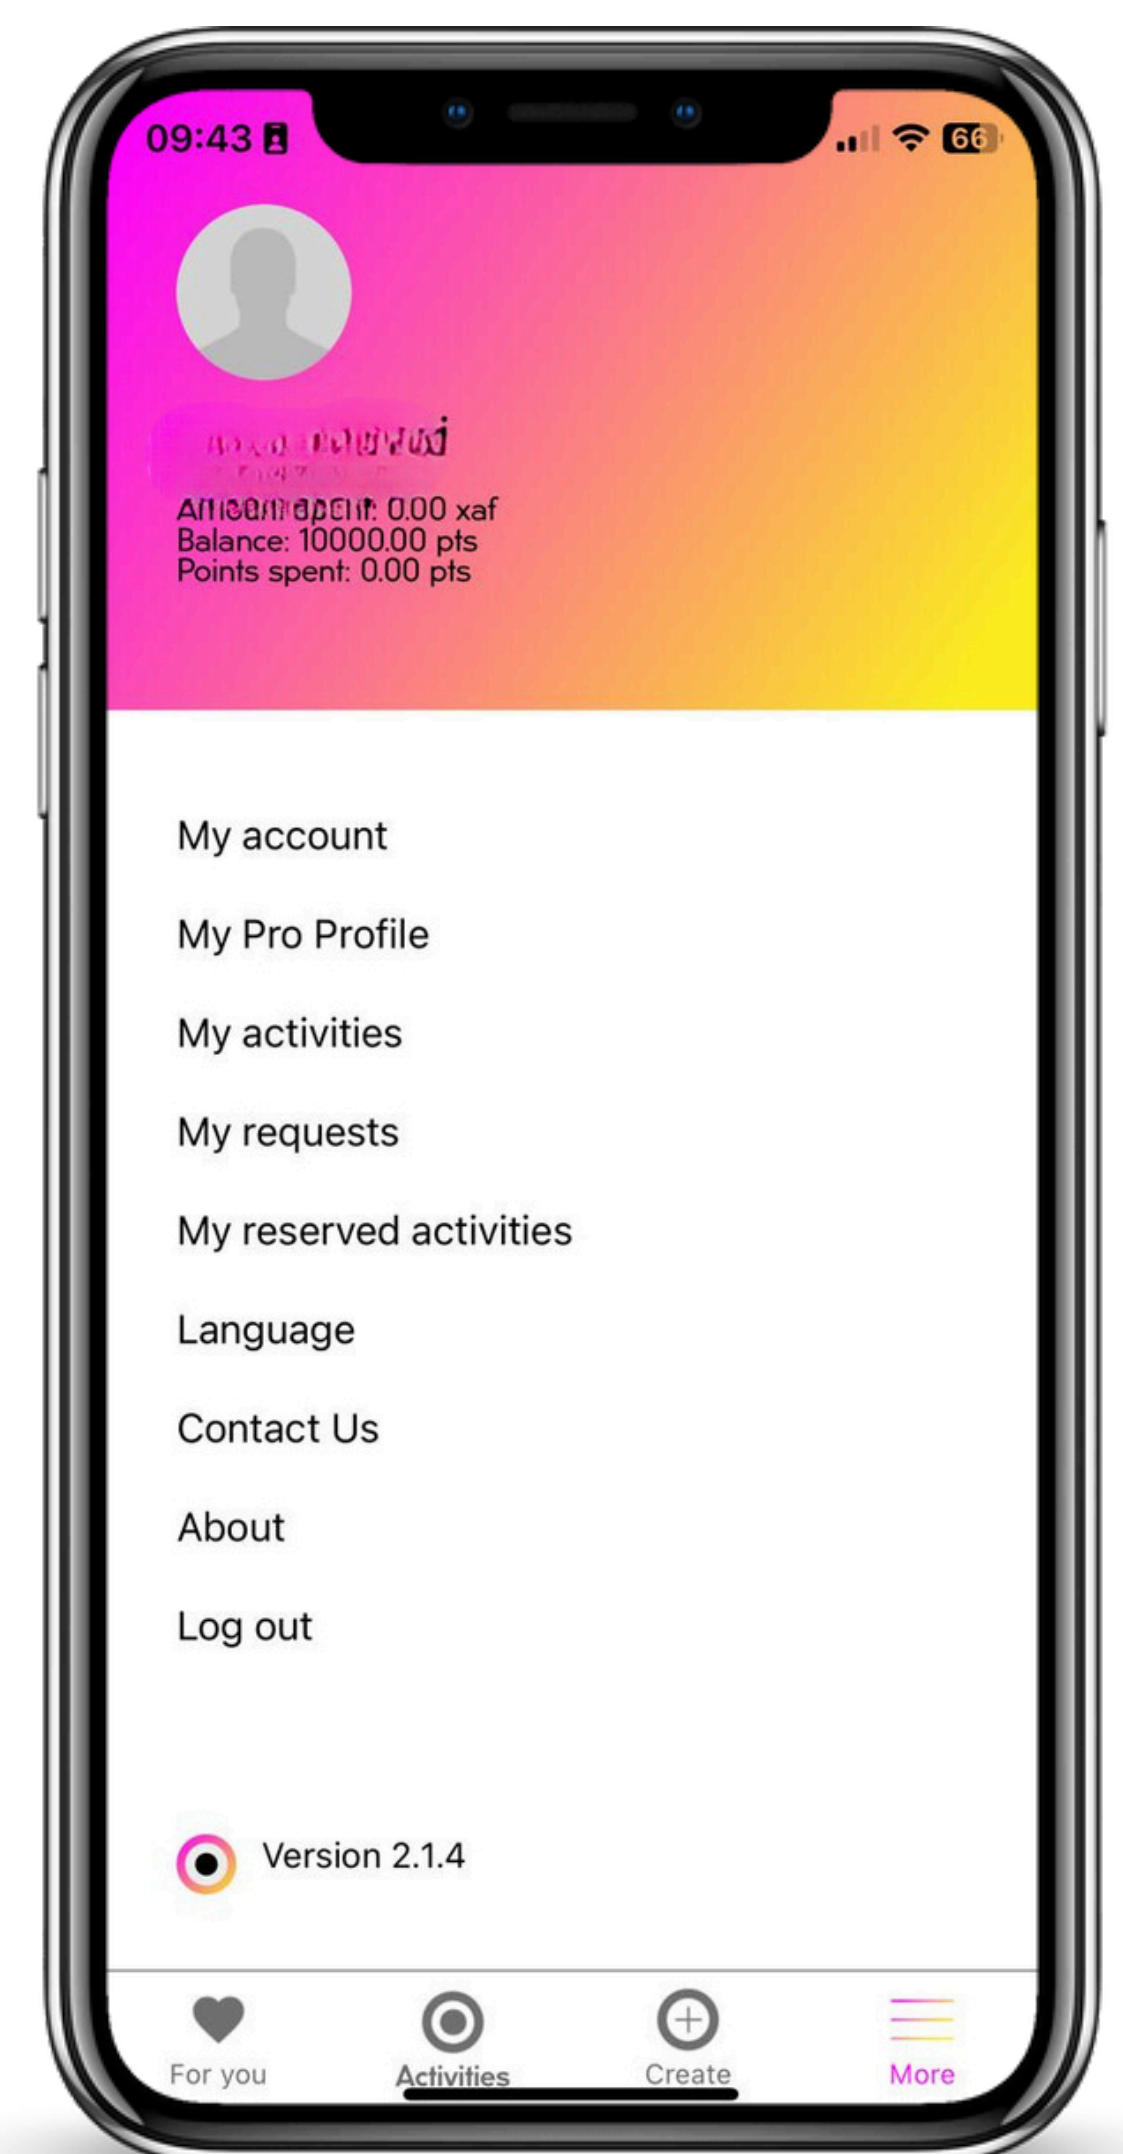 09:43
66
Amount spent: 0.00 xaf
Balance: 10000.00 pts
Points spent: 0.00 pts
My account
My Pro Profile
My activities
My requests
My reserved activities
Language
Contact Us
About
Log out
Version 2.1.4
For you
Activities
Create
More